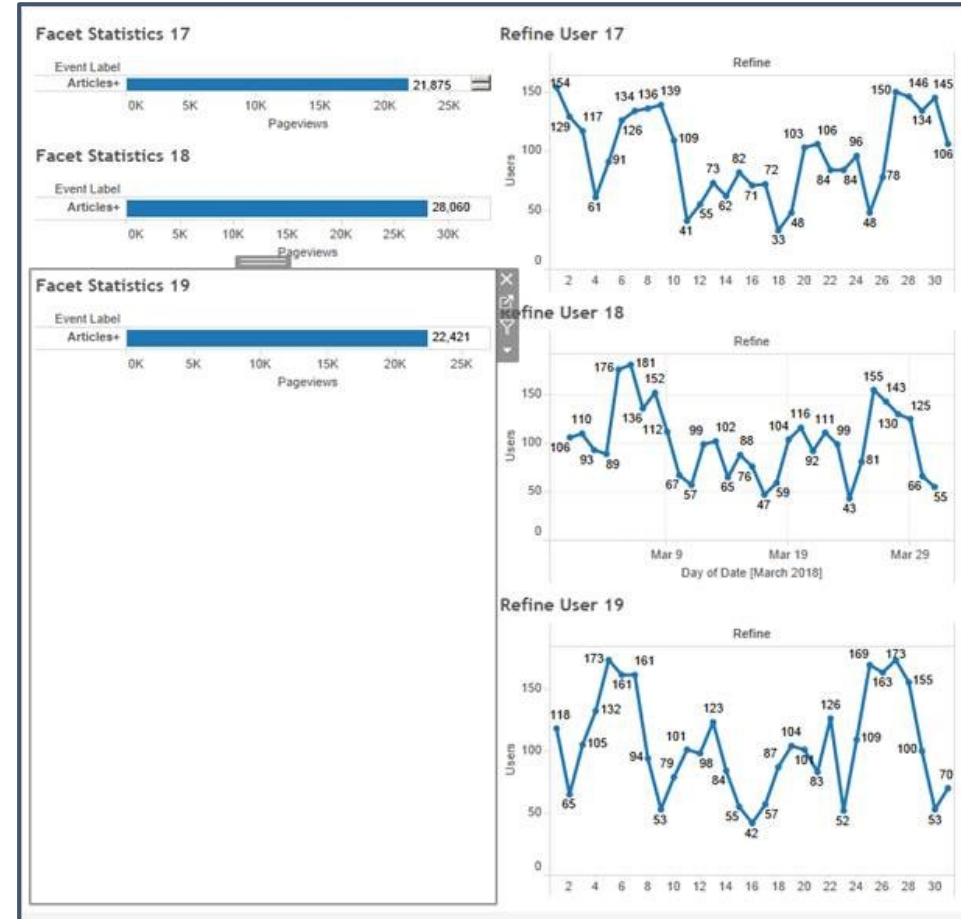 Facet Statistics 17
Event Label
Articles+ 21,875
0K 5K 10K 15K 20K 25K
Pageviews
Facet Statistics 18
Event Label
Articles+ 28,060
0K 5K 10K 15K 20K 25K 30K
Pageviews
Facet Statistics 19
Event Label
Articles+ 22,421
0K 5K 10K 15K 20K 25K
Pageviews
Refine User 17
Refine
Users
150
100
50
0
154 129 117 61 91 126 134 136 139 109 41 55 73 62 82 71 72 33 48 103 106 84 84 96 48 78 150 146 134 145 106
2 4 6 8 10 12 14 16 18 20 22 24 26 28 30
Refine User 18
Refine
Users
150
100
50
0
106 110 93 89 176 181 136 152 112 67 57 99 102 65 88 76 47 59 104 116 92 111 99 43 81 155 143 130 125 66 55
Mar 9 Mar 19 Mar 29
Day of Date [March 2018]
Refine User 19
Refine
Users
150
100
50
0
118 65 105 132 173 161 161 94 53 79 101 98 123 84 55 42 57 87 104 101 83 126 52 109 169 163 173 155 100 53 70
2 4 6 8 10 12 14 16 18 20 22 24 26 28 30